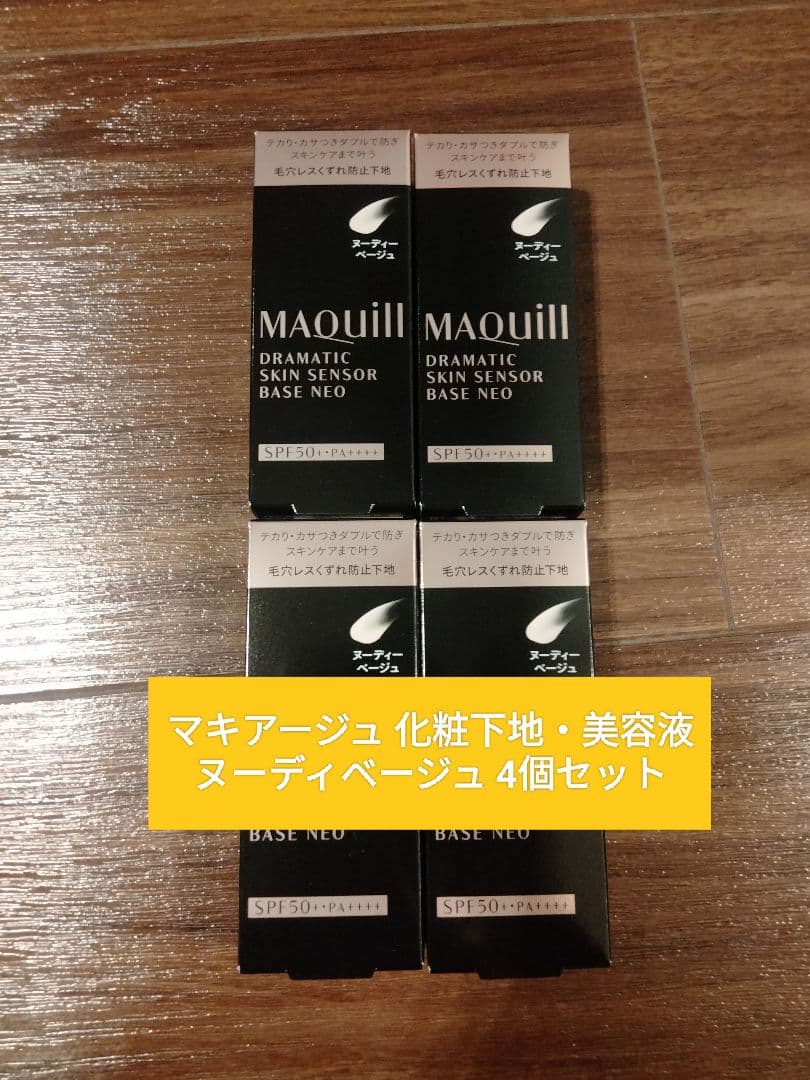 テカり・カサつきダブルで防ぎ
スキンケアまで叶う
毛穴レスくずれ防止下地
ヌーディー
ベージュ
MAQuill
DRAMATIC
SKIN SENSOR
BASE NEO
SPF50+・PA++++
テカり・カサつきダブルで防ぎ
スキンケアまで叶う
毛穴レスくずれ防止下地
ヌーディー
ベージュ
MAQuill
DRAMATIC
SKIN SENSOR
BASE NEO
SPF50+・PA++++
テカり・カサつきダブルで防ぎ
スキンケアまで叶う
毛穴レスくずれ防止下地
ヌーディー
ベージュ
BASE NEO
SPF50+・PA++++
テカり・カサつきダブルで防ぎ
スキンケアまで叶う
毛穴レスくずれ防止下地
ヌーディー
ベージュ
BASE NEO
SPF50+・PA++++
マキアージュ 化粧下地・美容液
ヌーディベージュ 4個セット